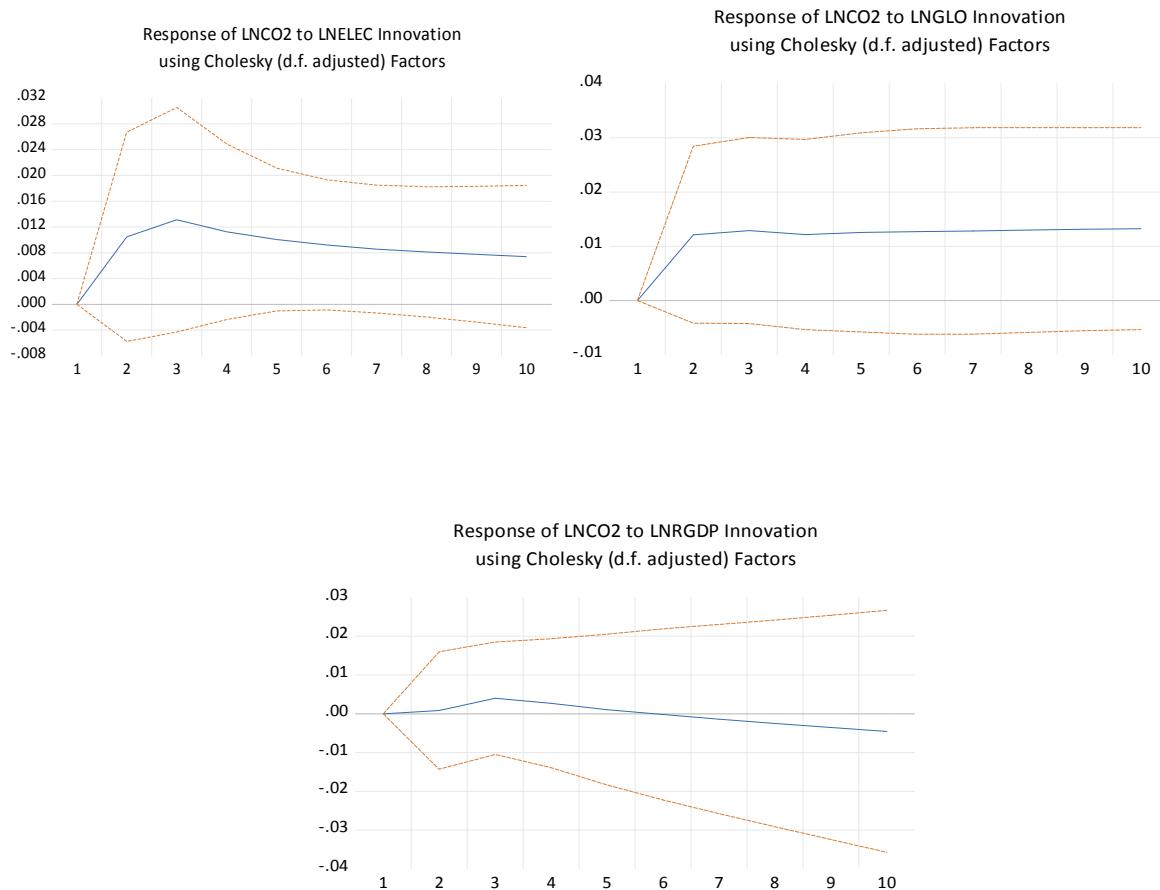 Response of LNCO2 to LNELEC Innovation
using Cholesky (d.f. adjusted) Factors
.032
.028
.024
.020
.016
.012
.008
.004
.000
-.004
-.008
1 2 3 4 5 6 7 8 9 10
Response of LNCO2 to LNGLO Innovation
using Cholesky (d.f. adjusted) Factors
.04
.03
.02
.01
.00
-.01
1 2 3 4 5 6 7 8 9 10
Response of LNCO2 to LNRGDP Innovation
using Cholesky (d.f. adjusted) Factors
.03
.02
.01
.00
-.01
-.02
-.03
-.04
1 2 3 4 5 6 7 8 9 10